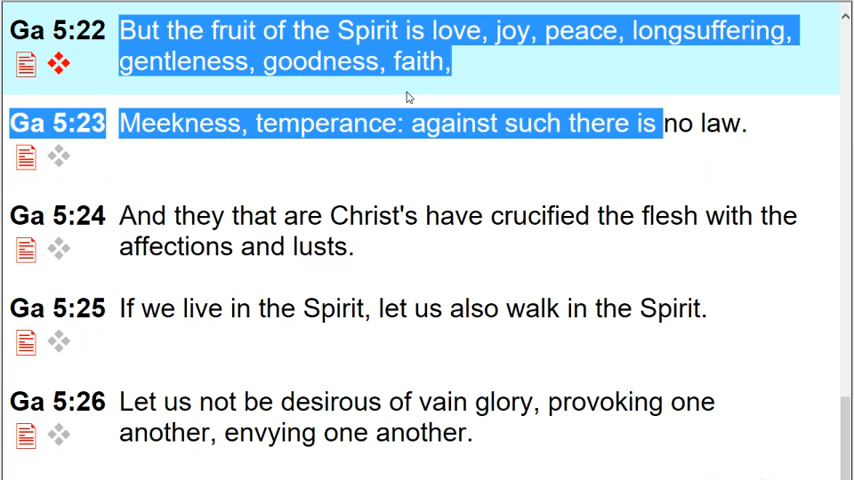 Ga 5:22 But the fruit of the Spirit is love, joy, peace, longsuffering,
gentleness, goodness, faith,
Ga 5:23 Meekness, temperance: against such there is no law.
Ga 5:24 And they that are Christ's have crucified the flesh with the
affections and lusts.
Ga 5:25 If we live in the Spirit, let us also walk in the Spirit.
Ga 5:26 Let us not be desirous of vain glory, provoking one
another, envying one another.